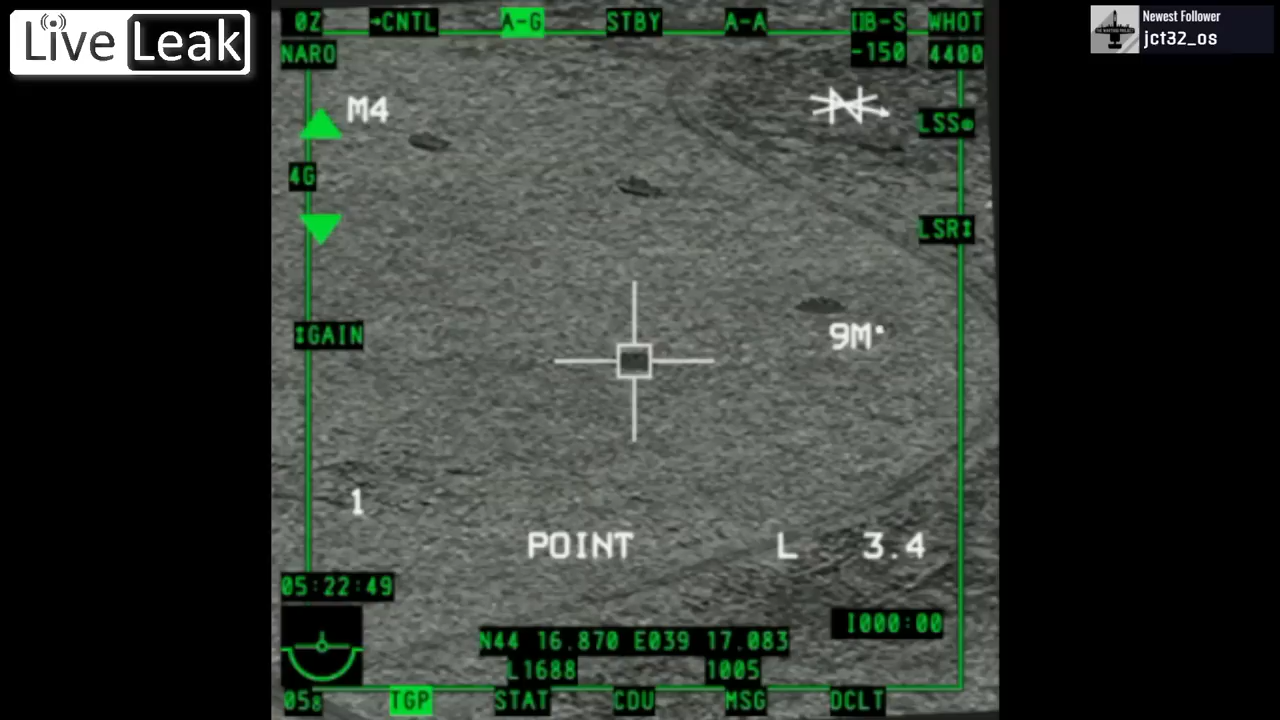 Live Leak
0Z →CNTL A-G STBY A-A IIB-S WHOT
NARO -150 4400
M4
LSS
4G
LSR↕
↕GAIN
9M
1
POINT L 3.4
05:22:49
1000:00
N44 16.870 E039 17.083
L1688 1005
058 TGP STAT CDU MSG DCLT
Newest Follower
jct32_os